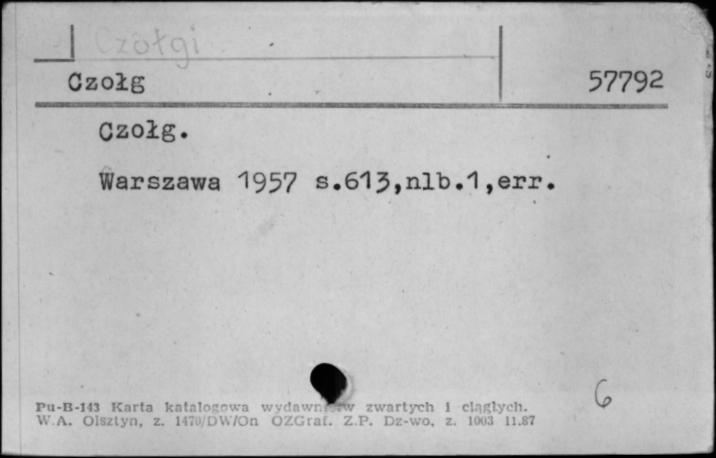 Czołgi
Czołg 57792
Czołg.
Warszawa 1957 s.613,nlb.1,err.
6
Pu-B-143 Karta katalogowa zwartych i ciągłych.
W.A. Olsztyn, z. 1470/DW/On OZGraf. Z.P. Dz-wo, z. 1003 11.87